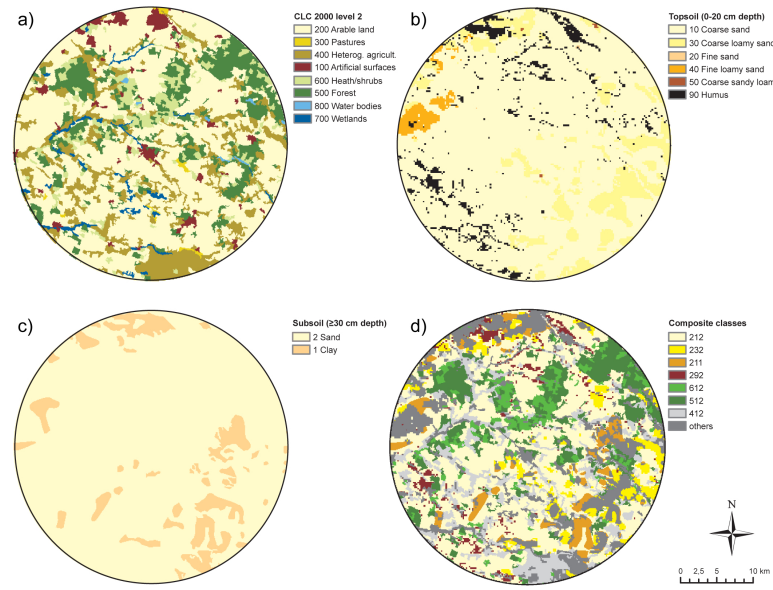 a)
CLC 2000 level 2
200 Arable land
300 Pastures
400 Heterog. agricult.
100 Artificial surfaces
600 Heath/shrubs
500 Forest
800 Water bodies
700 Wetlands
b)
Topsoil (0-20 cm depth)
10 Coarse sand
30 Coarse loamy sand
20 Fine sand
40 Fine loamy sand
50 Coarse sandy loam
90 Humus
c)
Subsoil (≥30 cm depth)
2 Sand
1 Clay
d)
Composite classes
212
232
211
292
612
512
412
others
N
0 2,5 5 10 km